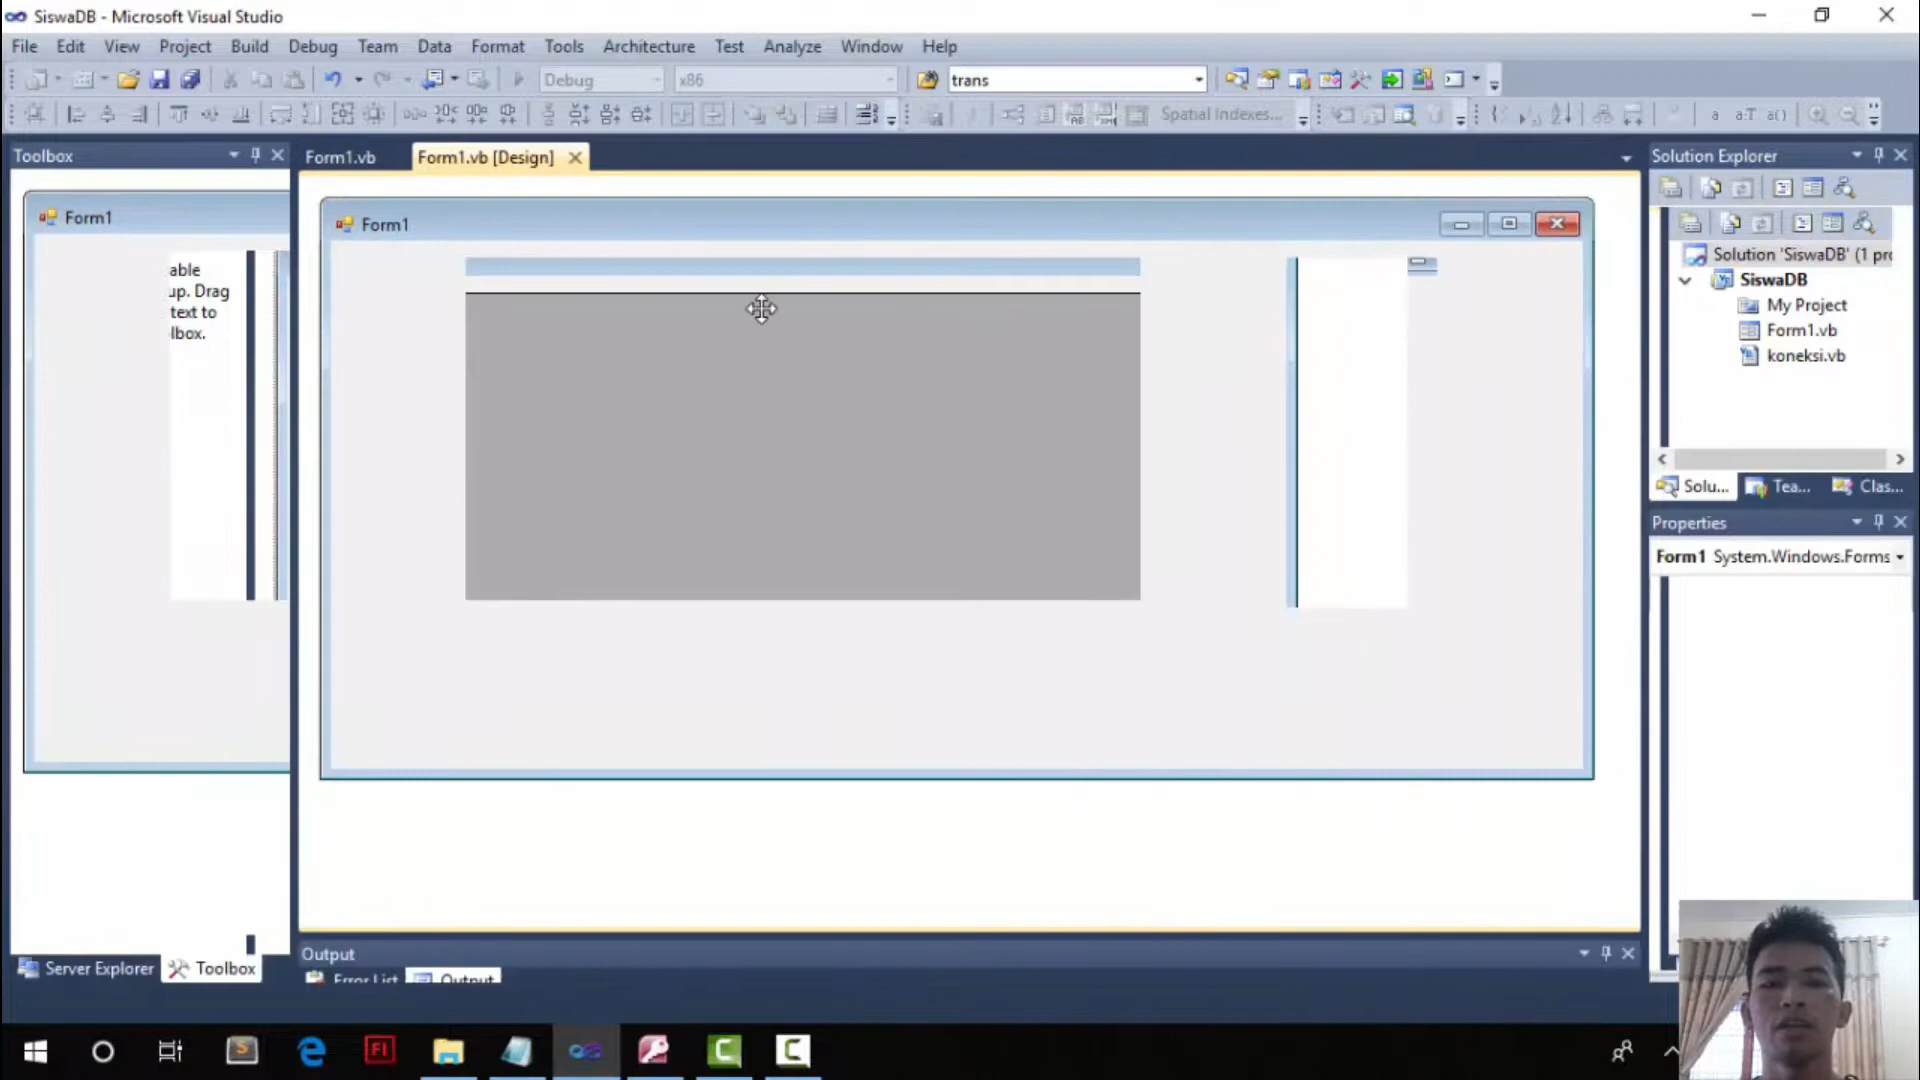 SiswaDB - Microsoft Visual Studio
File Edit View Project Build Debug Team Data Format Tools Architecture Test Analyze Window Help
Debug x86 trans
Spatial Indexes...
Toolbox
Form1.vb Form1.vb [Design]
Solution Explorer
Form1
able
up. Drag
text to
lbox.
Form1
Solution 'SiswaDB' (1 pro
SiswaDB
My Project
Form1.vb
koneksi.vb
Solu... Tea... Clas...
Properties
Form1 System.Windows.Forms
Server Explorer Toolbox
Output
Error List Output